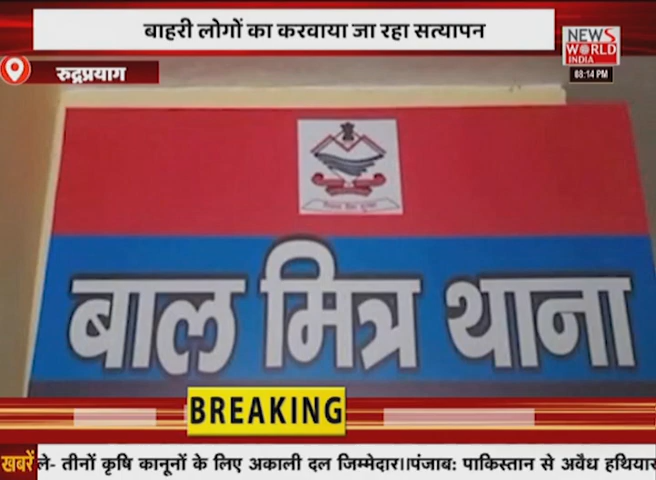 बाहरी लोगों का करवाया जा रहा सत्यापन
NEWS
WORLD
INDIA
08:14 PM
रुद्रप्रयाग
बाल मित्र थाना
BREAKING
खबरें ले- तीनों कृषि कानूनों के लिए अकाली दल जिम्मेदार।।पंजाब: पाकिस्तान से अवैध हथियार